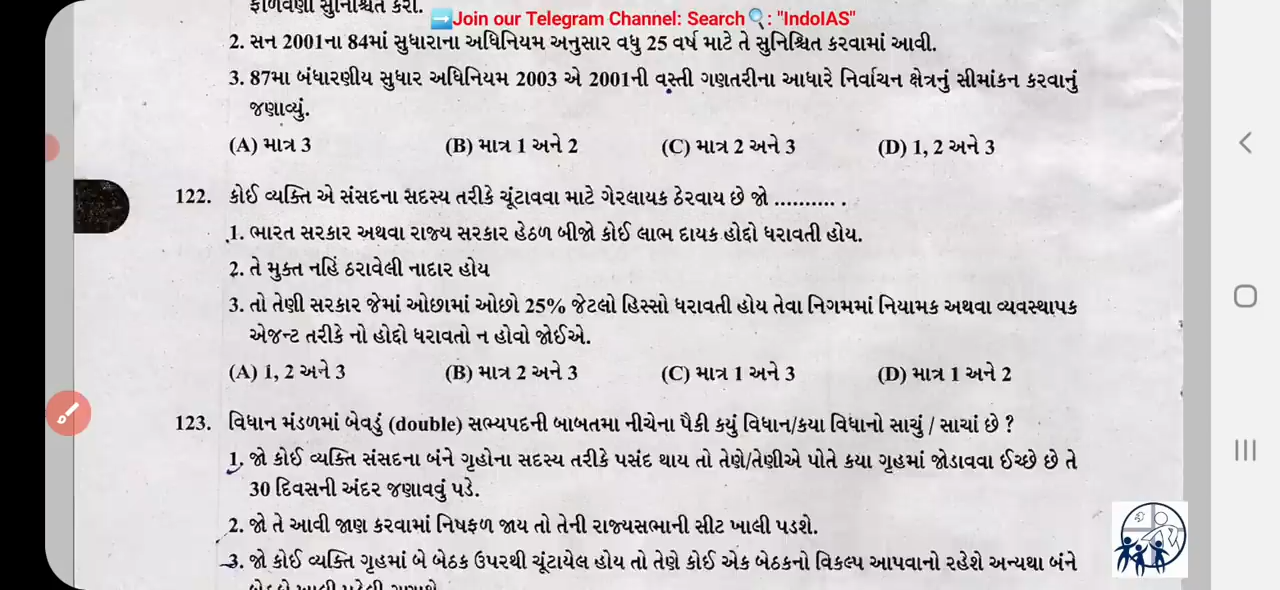 ફાળવણી સુનિશ્ચિત કરી.
➡️Join our Telegram Channel: Search🔍: "IndoIAS"
2. સન 2001ના 84માં સુધારાના અધિનિયમ અનુસાર વધુ 25 વર્ષ માટે તે સુનિશ્ચિત કરવામાં આવી.
3. 87મા બંધારણીય સુધાર અધિનિયમ 2003 એ 2001ની વસ્તી ગણતરીના આધારે નિર્વાચન ક્ષેત્રનું સીમાંકન કરવાનું
જણાવ્યું.
(A) માત્ર 3 (B) માત્ર 1 અને 2 (C) માત્ર 2 અને 3 (D) 1, 2 અને 3
122. કોઈ વ્યક્તિ એ સંસદના સદસ્ય તરીકે ચૂંટાવવા માટે ગેરલાયક ઠેરવાય છે જો .......... .
1. ભારત સરકાર અથવા રાજ્ય સરકાર હેઠળ બીજો કોઈ લાભ દાયક હોદ્દો ધરાવતી હોય.
2. તે મુક્ત નહિં ઠરાવેલી નાદાર હોય
3. તો તેણી સરકાર જેમાં ઓછામાં ઓછો 25% જેટલો હિસ્સો ધરાવતી હોય તેવા નિગમમાં નિયામક અથવા વ્યવસ્થાપક
એજન્ટ તરીકે નો હોદ્દો ધરાવતો ન હોવો જોઈએ.
(A) 1, 2 અને 3 (B) માત્ર 2 અને 3 (C) માત્ર 1 અને 3 (D) માત્ર 1 અને 2
123. વિધાન મંડળમાં બેવડું (double) સભ્યપદની બાબતમા નીચેના પૈકી કયું વિધાન/કયા વિધાનો સાચું / સાચાં છે ?
1. જો કોઈ વ્યક્તિ સંસદના બંને ગૃહોના સદસ્ય તરીકે પસંદ થાય તો તેણે/તેણીએ પોતે કયા ગૃહમાં જોડાવવા ઈચ્છે છે તે
30 દિવસની અંદર જણાવવું પડે.
2. જો તે આવી જાણ કરવામાં નિષફળ જાય તો તેની રાજ્યસભાની સીટ ખાલી પડશે.
3. જો કોઈ વ્યક્તિ ગૃહમાં બે બેઠક ઉપરથી ચૂંટાયેલ હોય તો તેણે કોઈ એક બેઠકનો વિકલ્પ આપવાનો રહેશે અન્યથા બંને